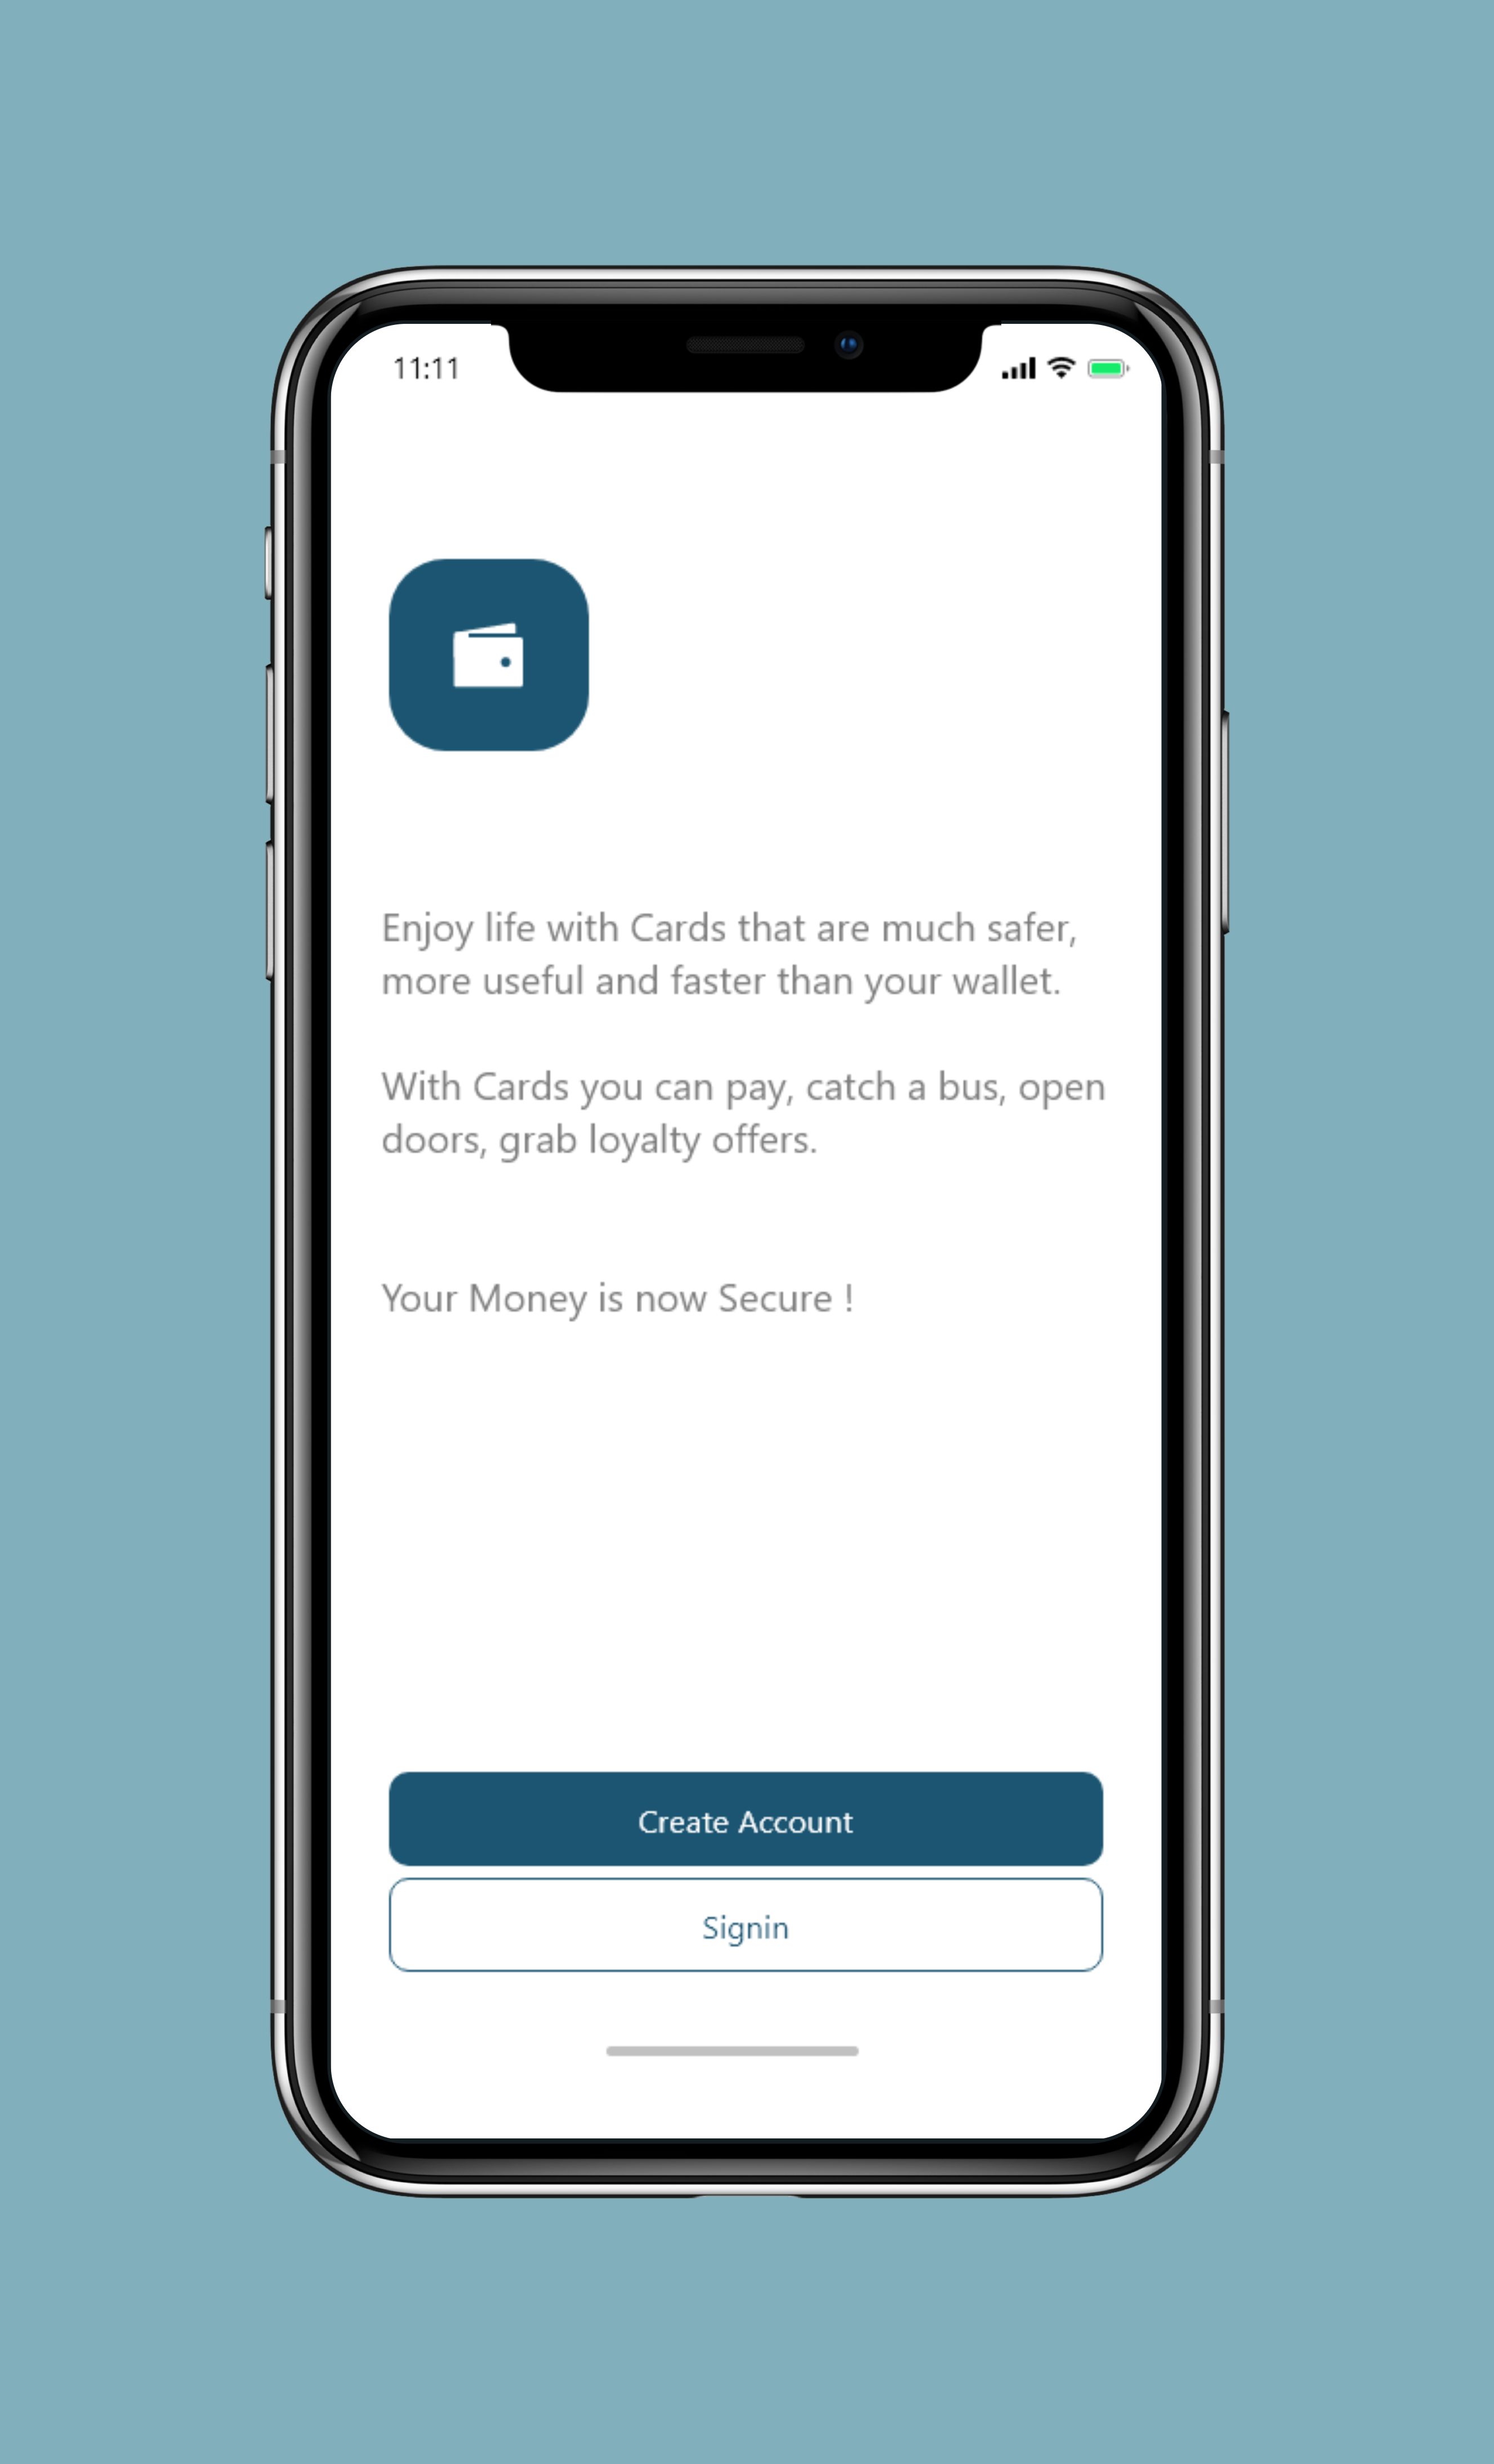 11:11
Enjoy life with Cards that are much safer,
more useful and faster than your wallet.
With Cards you can pay, catch a bus, open
doors, grab loyalty offers.
Your Money is now Secure !
Create Account
Signin